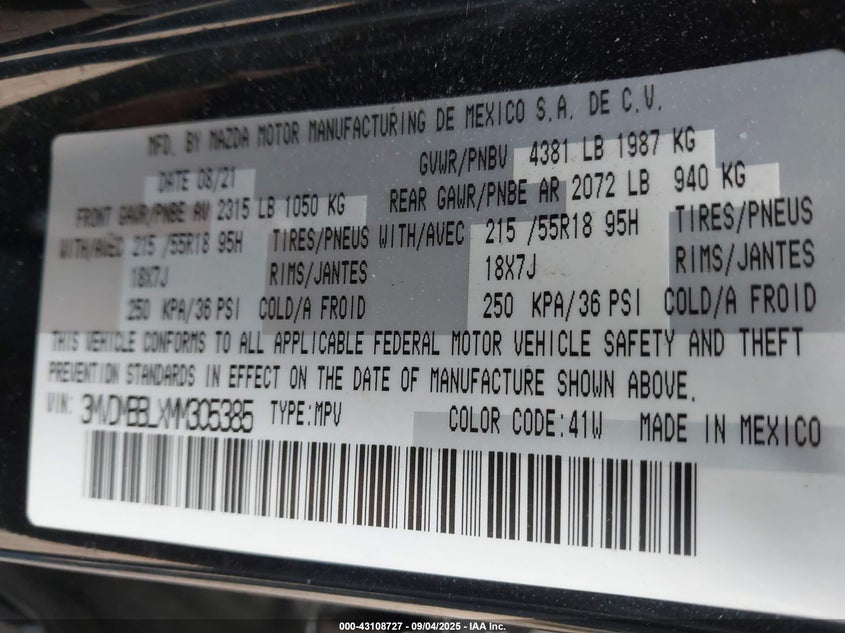 MFD. BY MAZDA MOTOR MANUFACTURING DE MEXICO S.A. DE C.V.
DATE 08/21 GVWR/PNBV 4381 LB 1987 KG
FRONT GAWR/PNBE AV 2315 LB 1050 KG REAR GAWR/PNBE AR 2072 LB 940 KG
WITH/AVEC 215 /55R18 95H TIRES/PNEUS WITH/AVEC 215 /55R18 95H TIRES/PNEUS
18X7J RIMS/JANTES 18X7J RIMS/JANTES
250 KPA/36 PSI COLD/A FROID 250 KPA/36 PSI COLD/A FROID
THIS VEHICLE CONFORMS TO ALL APPLICABLE FEDERAL MOTOR VEHICLE SAFETY AND THEFT
PREVENTION STANDARDS IN EFFECT ON THE DATE OF MANUFACTURE SHOWN ABOVE.
VIN: 3MVDMBBLXMM305385 TYPE:MPV COLOR CODE:41W MADE IN MEXICO
000-43108727 - 09/04/2025 - IAA Inc.